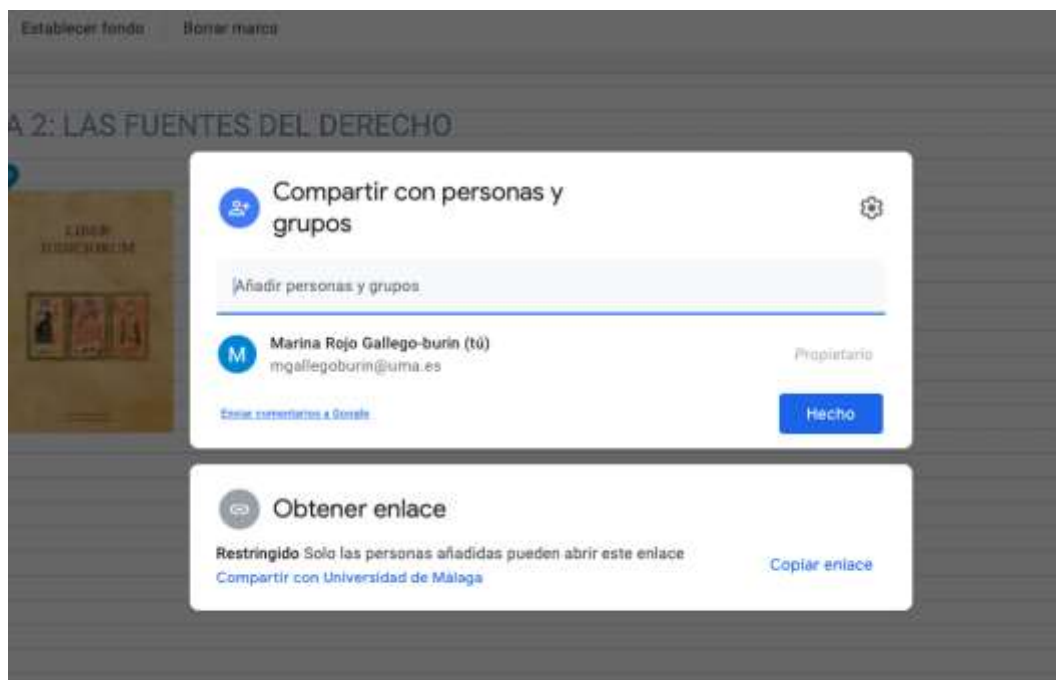 Establecer fondo Borrar marco
A 2: LAS FUENTES DEL DERECHO
LIBER
IUDICIORUM
Compartir con personas y
grupos
Añadir personas y grupos
M
Marina Rojo Gallego-burin (tú)
mgallegoburin@uma.es
Propietario
Enviar comentarios a Google
Hecho
Obtener enlace
Restringido Solo las personas añadidas pueden abrir este enlace
Compartir con Universidad de Málaga
Copiar enlace